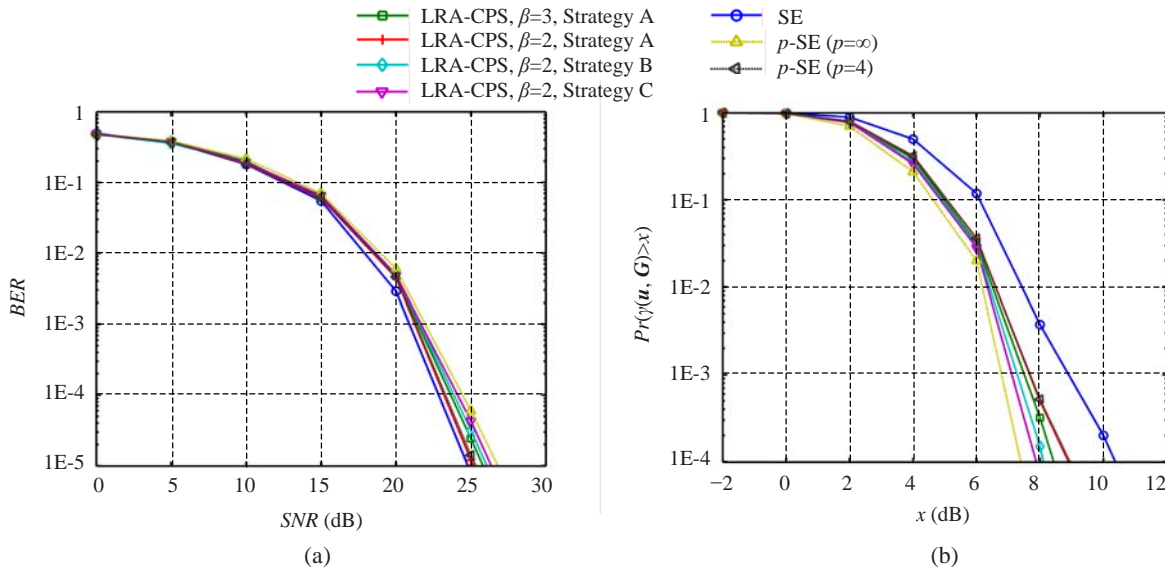 LRA-CPS, β=3, Strategy A
LRA-CPS, β=2, Strategy A
LRA-CPS, β=2, Strategy B
LRA-CPS, β=2, Strategy C
SE
p-SE (p=∞)
p-SE (p=4)
BER
1
1E-1
1E-2
1E-3
1E-4
1E-5
0 5 10 15 20 25 30
SNR (dB)
(a)
Pr(γ(u, G)>x)
1
1E-1
1E-2
1E-3
1E-4
−2 0 2 4 6 8 10 12
x (dB)
(b)